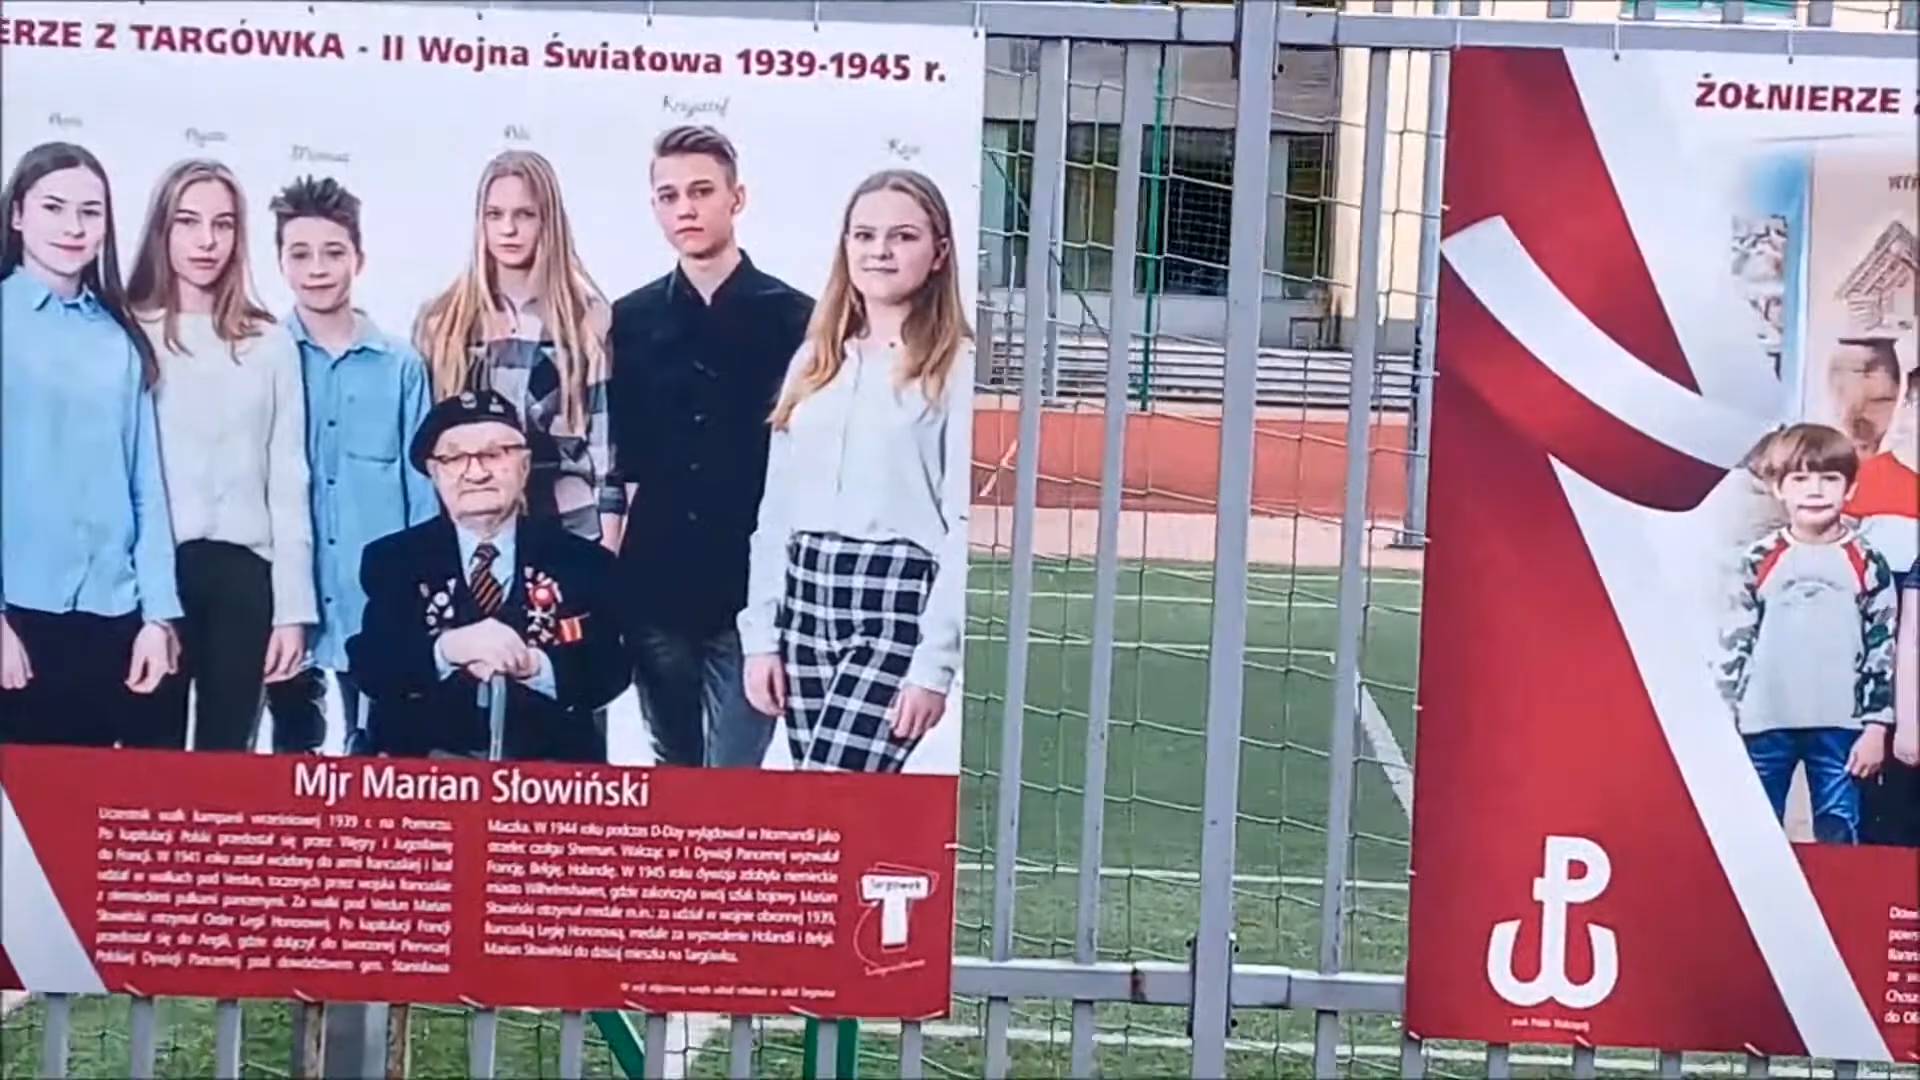 ERZE Z TARGÓWKA - II Wojna Światowa 1939-1945 r.
Krzysztof
Kaja
Mjr Marian Słowiński
Uczestnik walk kampanii wrześniowej 1939 r. na Pomorzu.
Po kapitulacji Polski przedostał się przez Węgry i Jugosławię
do Francji. W 1941 roku został wcielony do armii francuskiej i brał
udział w walkach pod Verdun, toczonych przez wojska francuskie
z niemieckimi pułkami pancernymi. Za walki pod Verdun Marian
Słowiński otrzymał Order Legii Honorowej. Po kapitulacji Francji
przedostał się do Anglii, gdzie dołączył do tworzonej Pierwszej
Polskiej Dywizji Pancernej pod dowództwem gen. Stanisława
Maczka. W 1944 roku podczas D-Day wylądował w Normandii jako
strzelec czołgu Sherman. Walcząc w 1 Dywizji Pancernej wyzwalał
Francję, Belgię, Holandię. W 1945 roku dywizja zdobyła niemieckie
miasto Wilhelmshaven, gdzie zakończyła swój szlak bojowy. Marian
Słowiński otrzymał medale m.in.: za udział w wojnie obronnej 1939,
francuską Legię Honorową, medale za wyzwolenie Holandii i Belgii.
Marian Słowiński do dzisiaj mieszka na Targówku.
Targówek
ŻOŁNIERZE